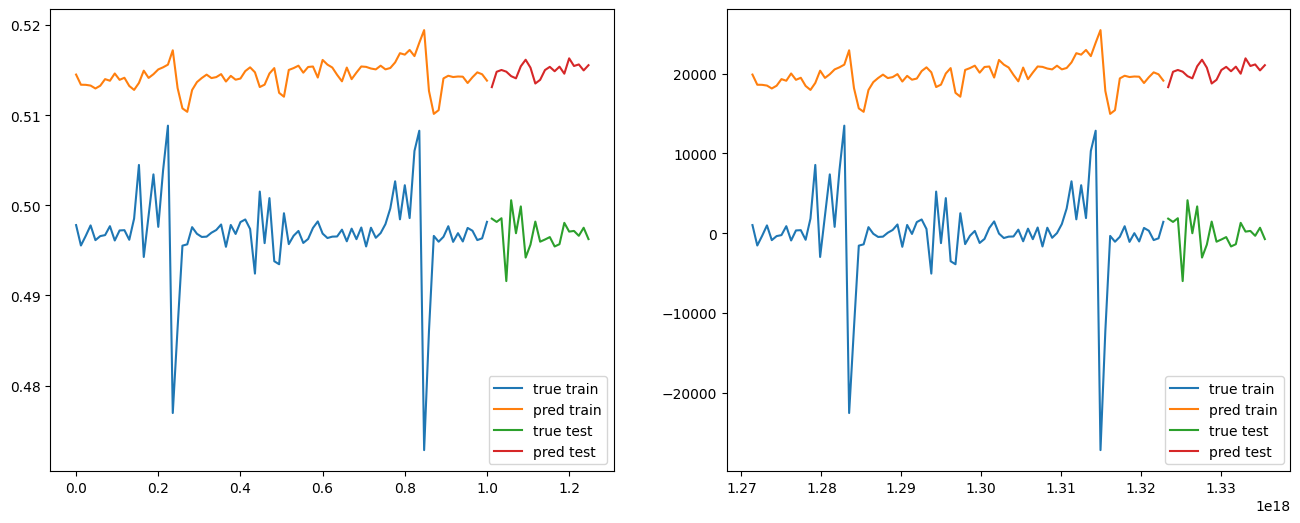 0.52
0.51
0.50
0.49
0.48
0.0 0.2 0.4 0.6 0.8 1.0 1.2
true train
pred train
true test
pred test
20000
10000
0
−10000
−20000
1.27 1.28 1.29 1.30 1.31 1.32 1.33
1e18
true train
pred train
true test
pred test